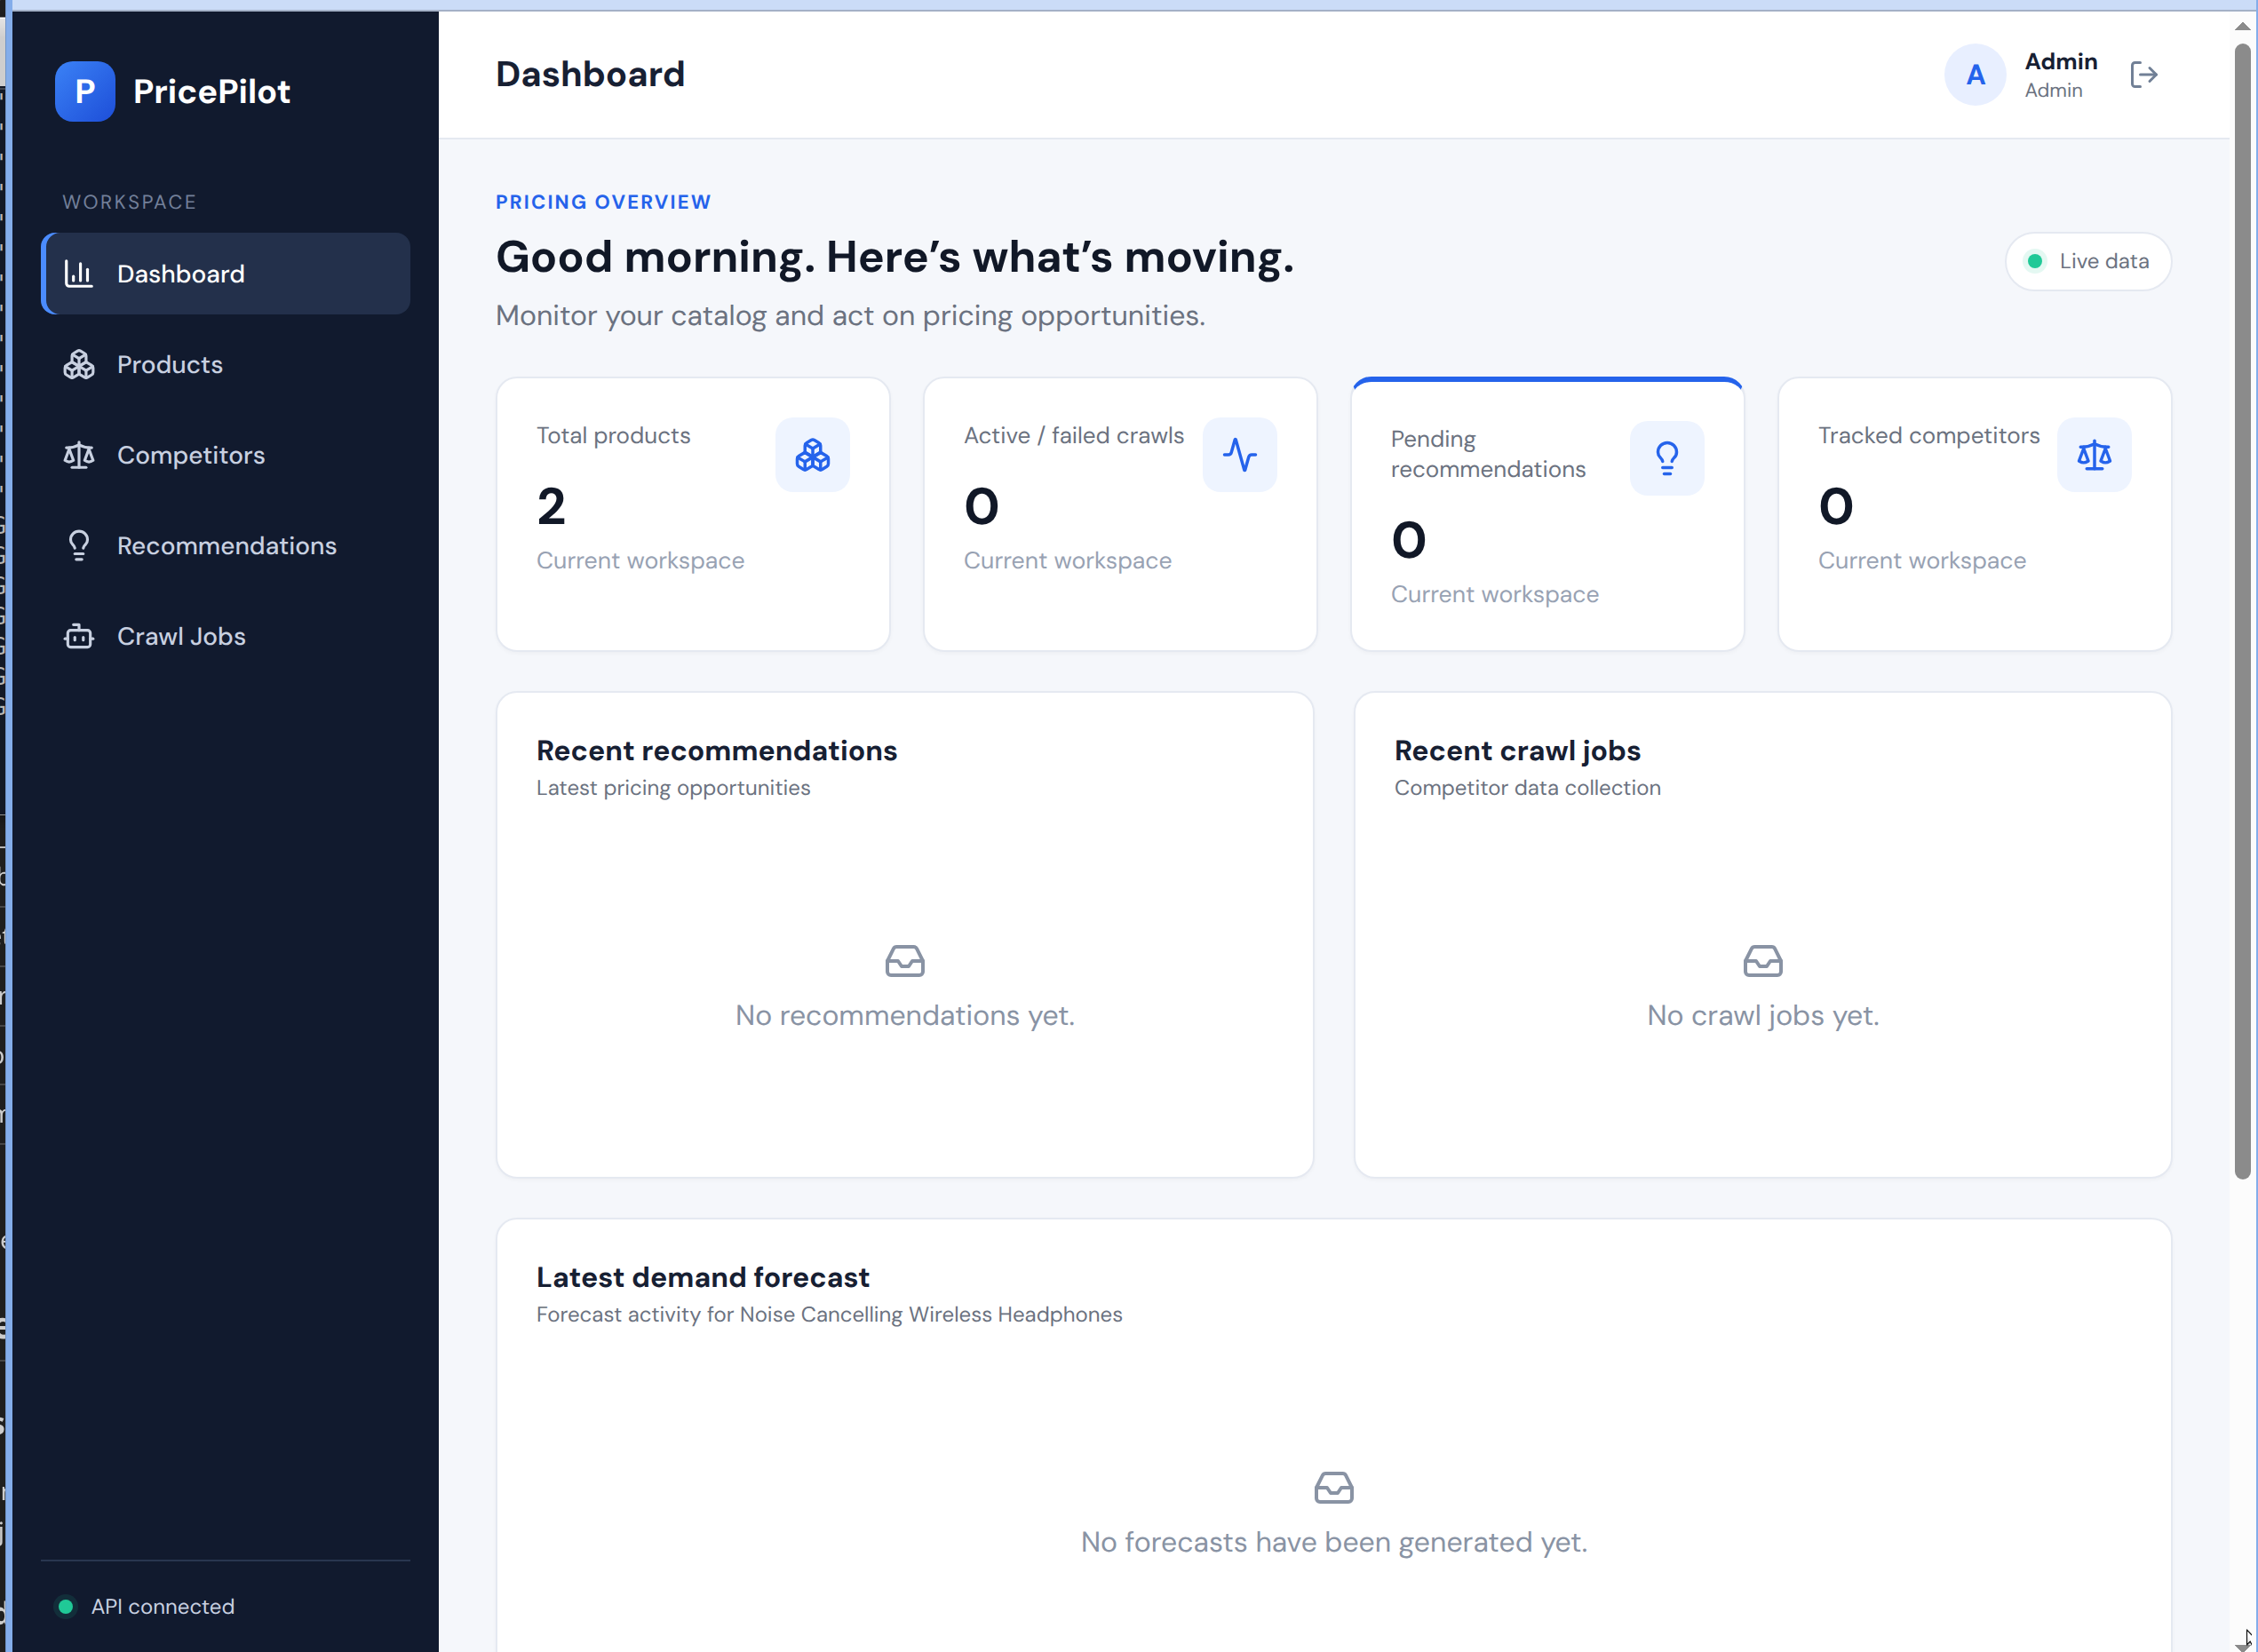 P PricePilot
WORKSPACE
Dashboard
Products
Competitors
Recommendations
Crawl Jobs
API connected
Dashboard
A
Admin
Admin
PRICING OVERVIEW
Good morning. Here’s what’s moving.
Monitor your catalog and act on pricing opportunities.
Live data
Total products
2
Current workspace
Active / failed crawls
0
Current workspace
Pending
recommendations
0
Current workspace
Tracked competitors
0
Current workspace
Recent recommendations
Latest pricing opportunities
No recommendations yet.
Recent crawl jobs
Competitor data collection
No crawl jobs yet.
Latest demand forecast
Forecast activity for Noise Cancelling Wireless Headphones
No forecasts have been generated yet.